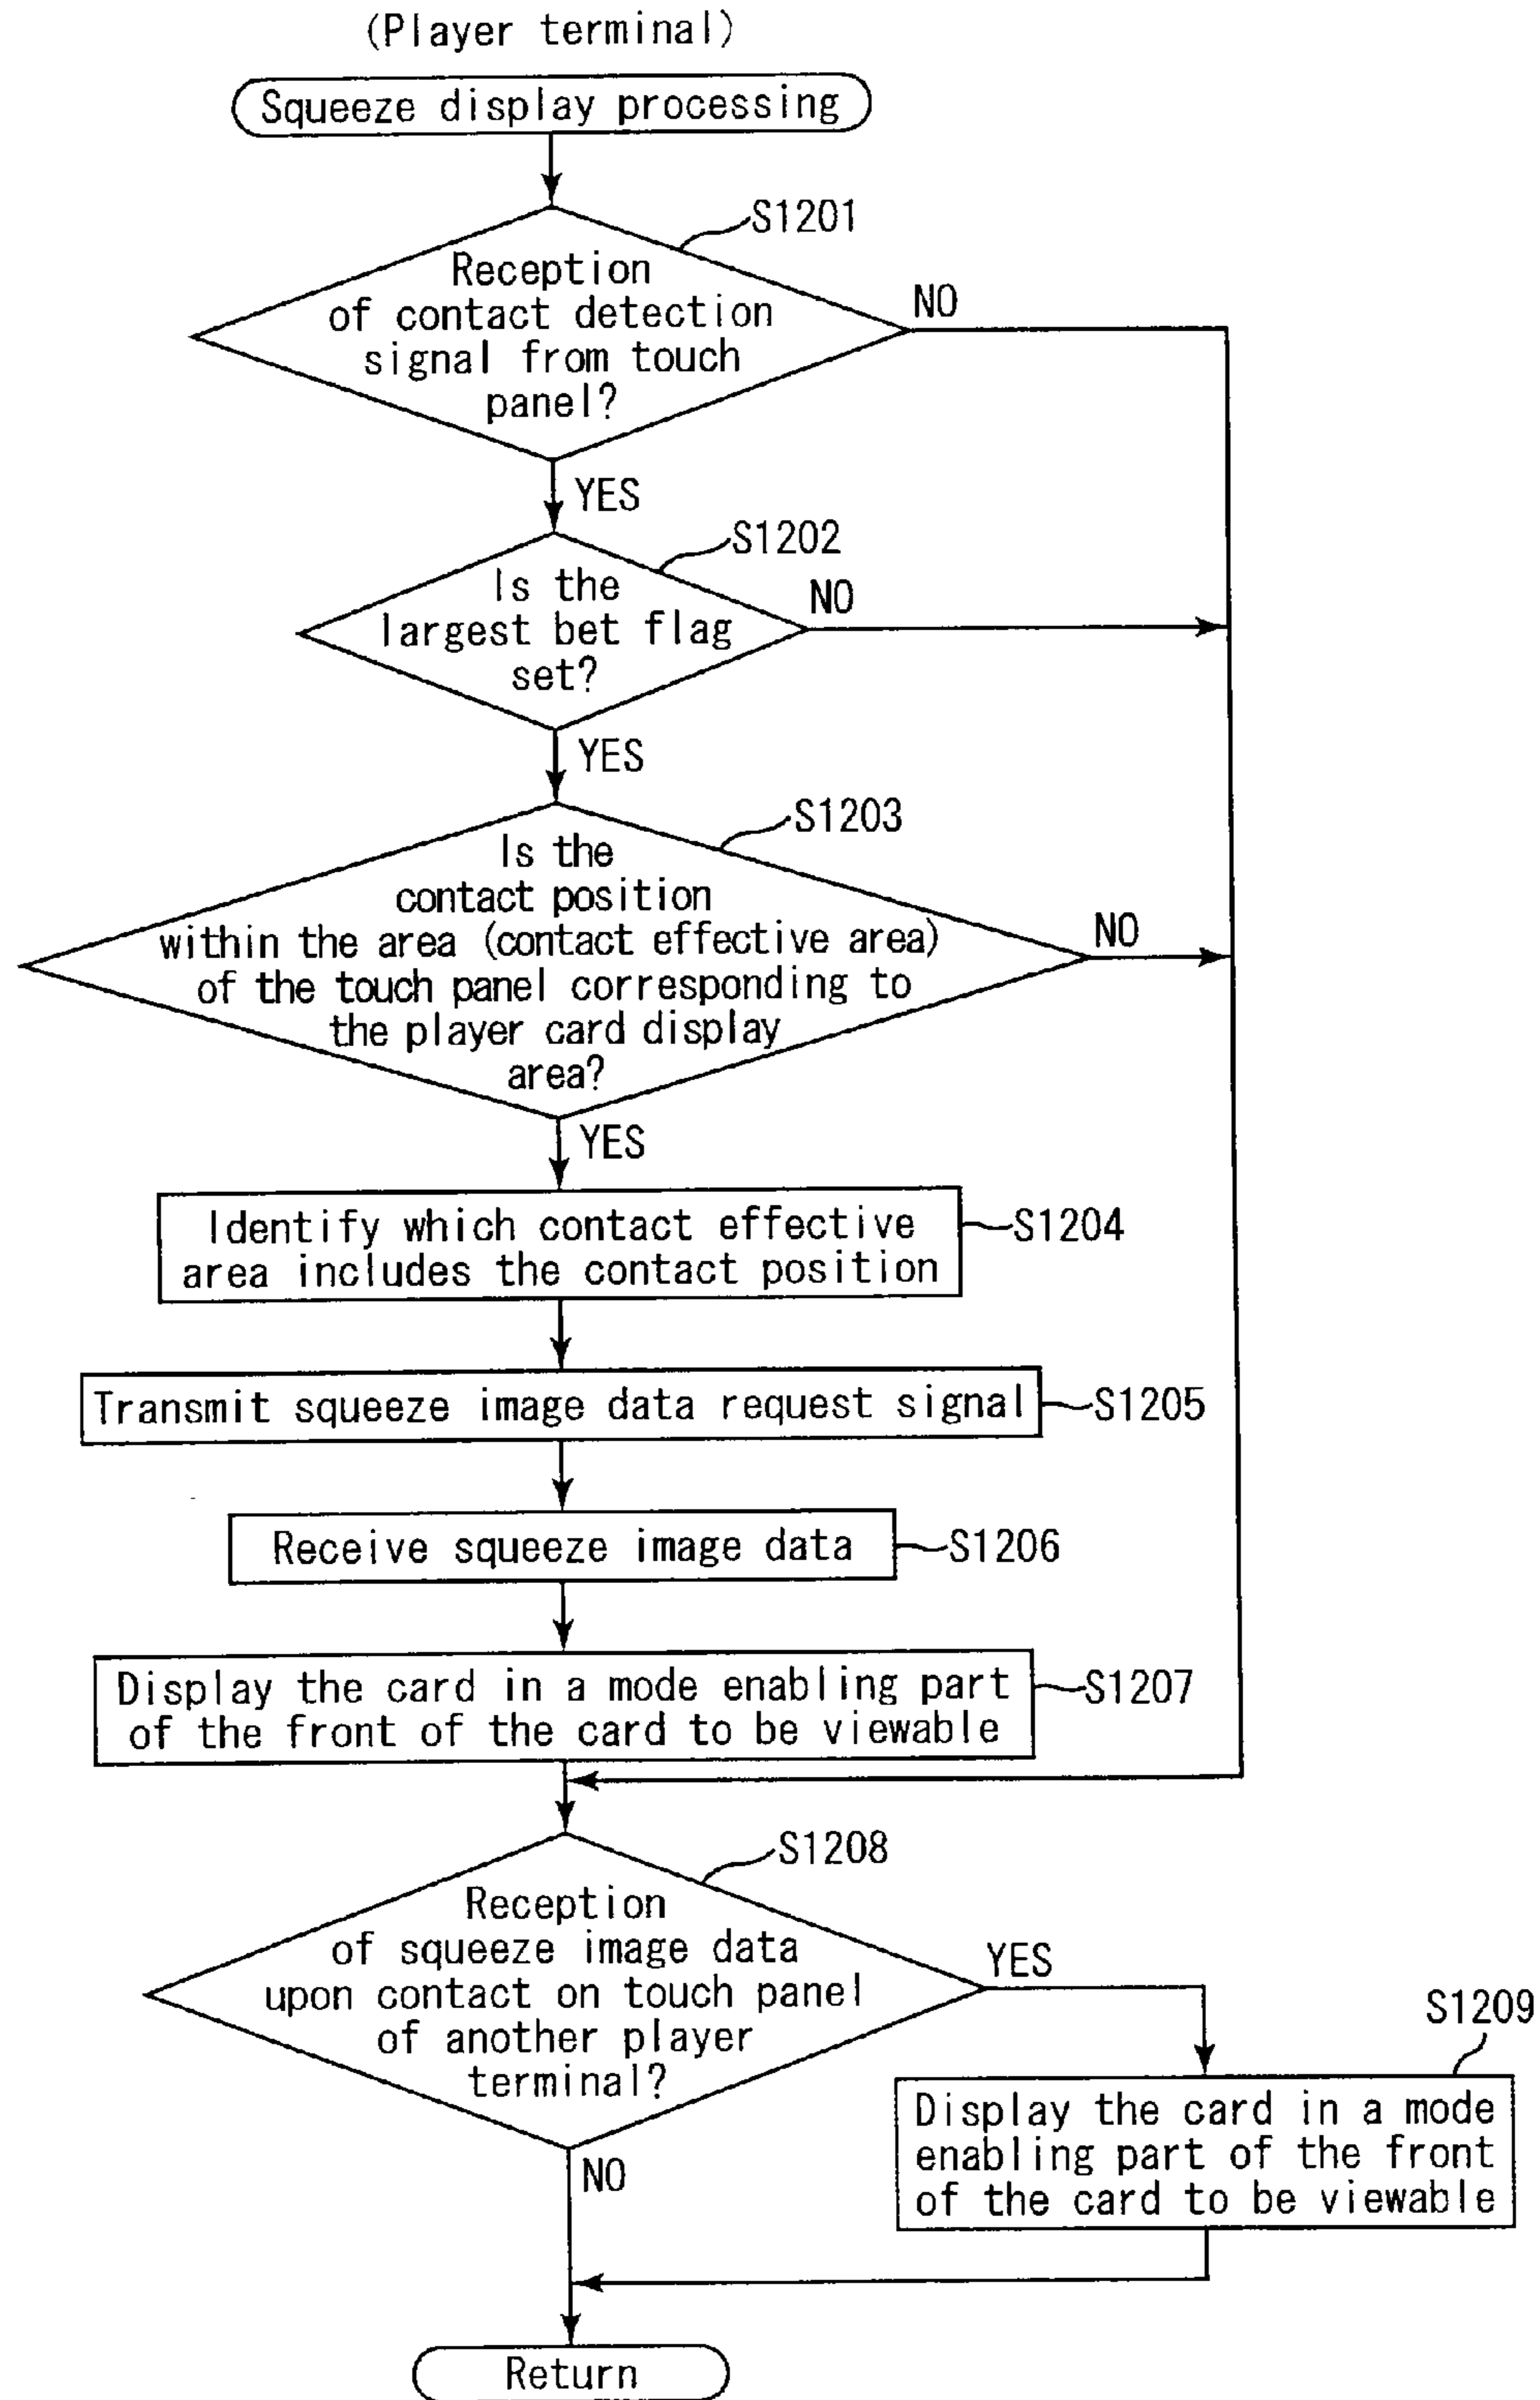 (Player terminal)
Squeeze display processing
S1201
Reception
of contact detection
signal from touch
panel?
NO
YES
S1202
Is the
largest bet flag
set?
NO
YES
S1203
Is the
contact position
within the area (contact effective area)
of the touch panel corresponding to
the player card display
area?
NO
YES
Identify which contact effective
area includes the contact position
S1204
Transmit squeeze image data request signal
S1205
Receive squeeze image data
S1206
Display the card in a mode enabling part
of the front of the card to be viewable
S1207
S1208
Reception
of squeeze image data
upon contact on touch panel
of another player
terminal?
YES
NO
S1209
Display the card in a mode
enabling part of the front
of the card to be viewable
Return